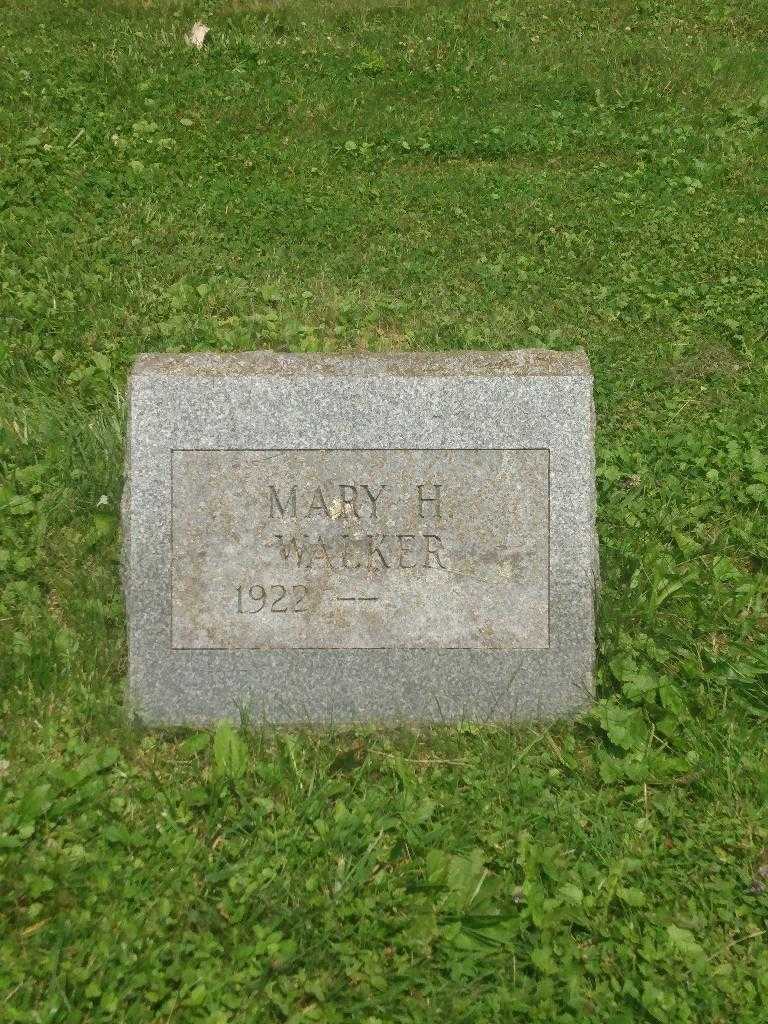 MARY H.
WALKER
1922 --